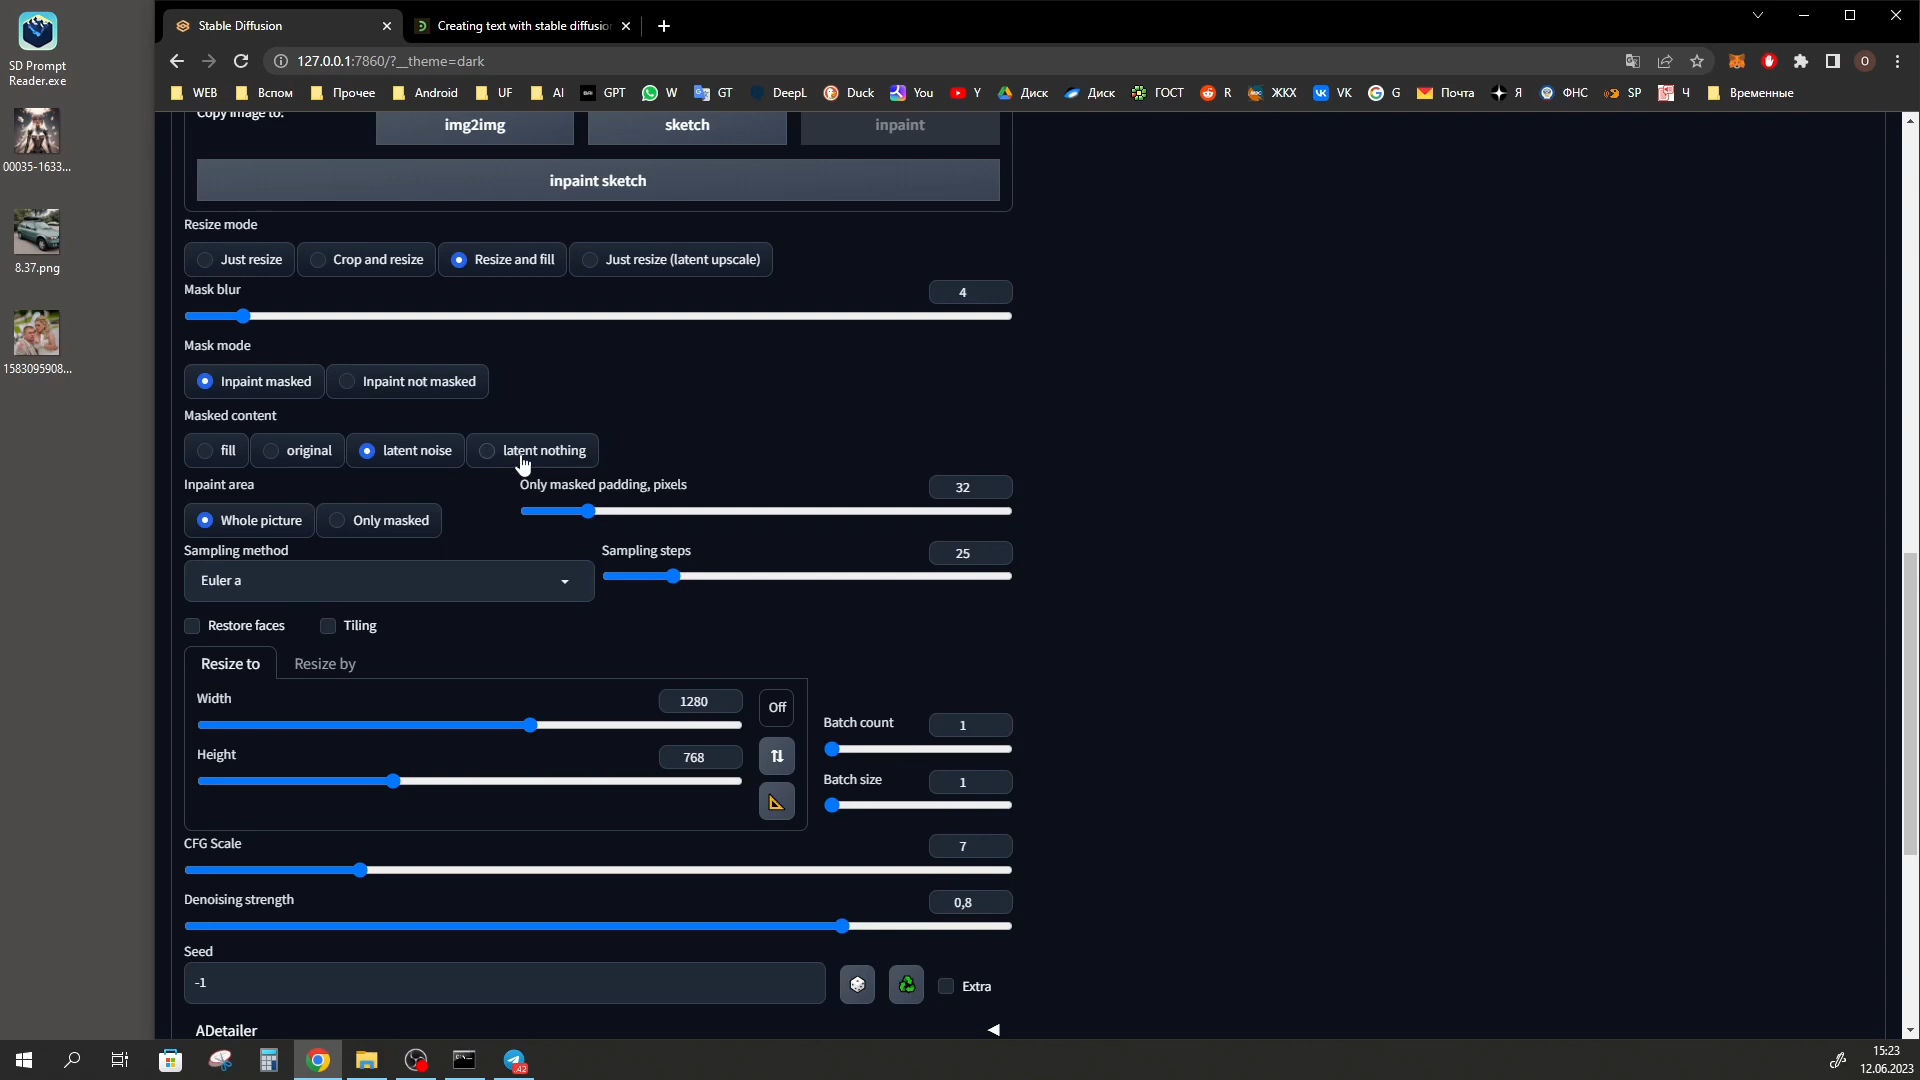 SD Prompt
Reader.exe
00035-1633...
8.37.png
1583095908...
Stable Diffusion
Creating text with stable diffusion
127.0.0.1:7860/?__theme=dark
WEB Вспом Прочее Android UF AI GPT W GT DeepL Duck You Y Диск Диск ГОСТ R ЖКХ VK G Почта Я ФНС SP Ч Временные
Copy image to:
img2img sketch inpaint
inpaint sketch
Resize mode
Just resize Crop and resize Resize and fill Just resize (latent upscale)
Mask blur 4
Mask mode
Inpaint masked Inpaint not masked
Masked content
fill original latent noise latent nothing
Inpaint area Only masked padding, pixels 32
Whole picture Only masked
Sampling method Sampling steps 25
Euler a
Restore faces Tiling
Resize to Resize by
Width 1280 Off
Batch count 1
Height 768
Batch size 1
CFG Scale 7
Denoising strength 0,8
Seed
-1 Extra
ADetailer
42
15:23
12.06.2023